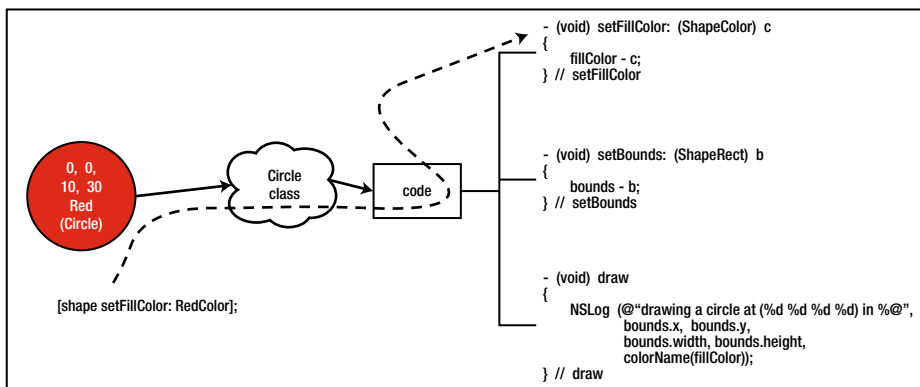 0, 0,
10, 30
Red
(Circle)
Circle
class
code
[shape setFillColor: RedColor];
- (void) setFillColor: (ShapeColor) c
{
fillColor - c;
} // setFillColor
- (void) setBounds: (ShapeRect) b
{
bounds - b;
} // setBounds
- (void) draw
{
NSLog (@“drawing a circle at (%d %d %d %d) in %@”,
bounds.x, bounds.y,
bounds.width, bounds.height,
colorName(fillColor));
} // draw